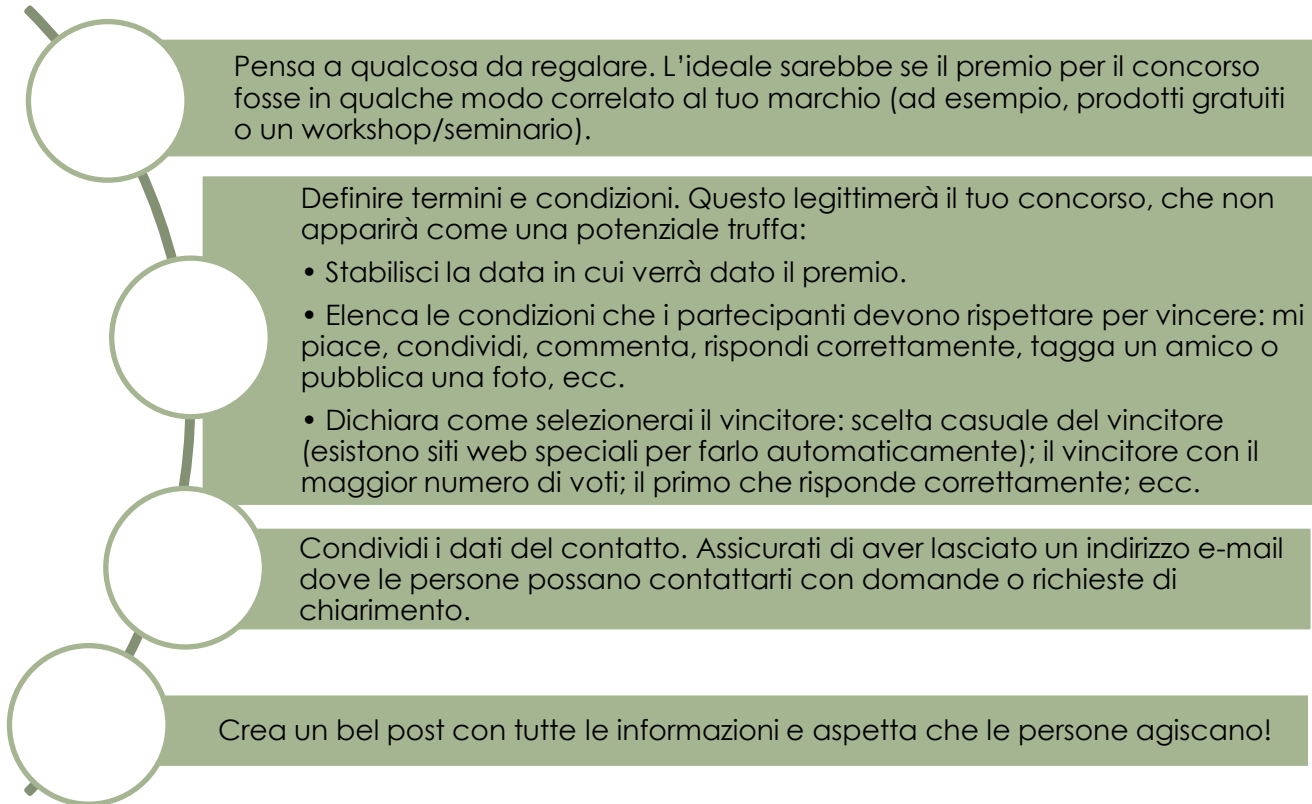 Pensa a qualcosa da regalare. L’ideale sarebbe se il premio per il concorso
fosse in qualche modo correlato al tuo marchio (ad esempio, prodotti gratuiti
o un workshop/seminario).
Definire termini e condizioni. Questo legittimerà il tuo concorso, che non
apparirà come una potenziale truffa:
• Stabilisci la data in cui verrà dato il premio.
• Elenca le condizioni che i partecipanti devono rispettare per vincere: mi
piace, condividi, commenta, rispondi correttamente, tagga un amico o
pubblica una foto, ecc.
• Dichiara come selezionerai il vincitore: scelta casuale del vincitore
(esistono siti web speciali per farlo automaticamente); il vincitore con il
maggior numero di voti; il primo che risponde correttamente; ecc.
Condividi i dati del contatto. Assicurati di aver lasciato un indirizzo e-mail
dove le persone possano contattarti con domande o richieste di
chiarimento.
Crea un bel post con tutte le informazioni e aspetta che le persone agiscano!